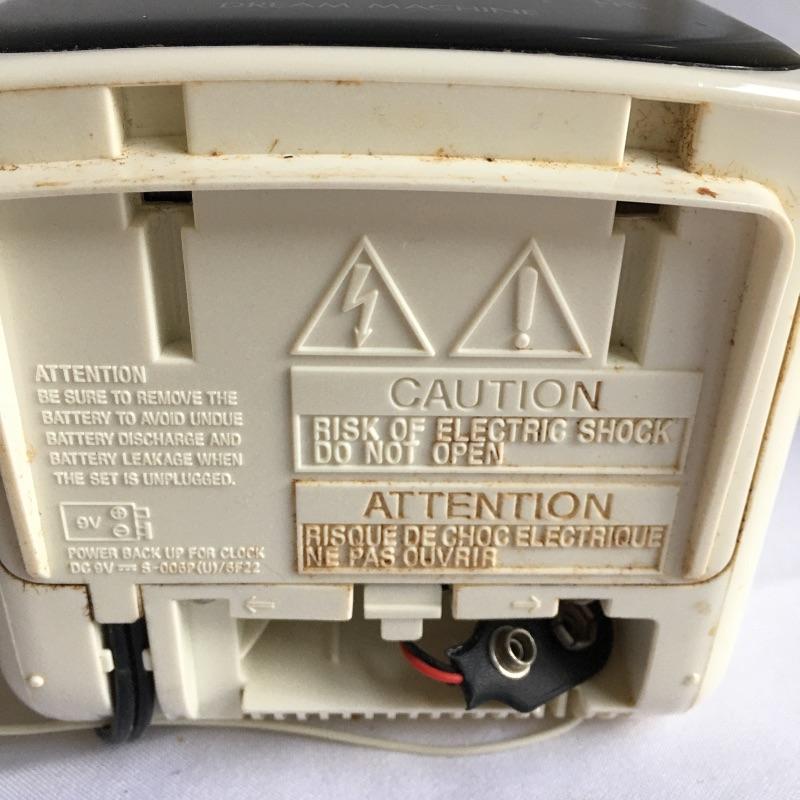 DREAM MACHINE
ATTENTION
BE SURE TO REMOVE THE
BATTERY TO AVOID UNDUE
BATTERY DISCHARGE AND
BATTERY LEAKAGE WHEN
THE SET IS UNPLUGGED.
9V
POWER BACK UP FOR CLOCK
DC 9V ⎓ S-006P(U)/6F22
CAUTION
RISK OF ELECTRIC SHOCK
DO NOT OPEN
ATTENTION
RISQUE DE CHOC ELECTRIQUE
NE PAS OUVRIR